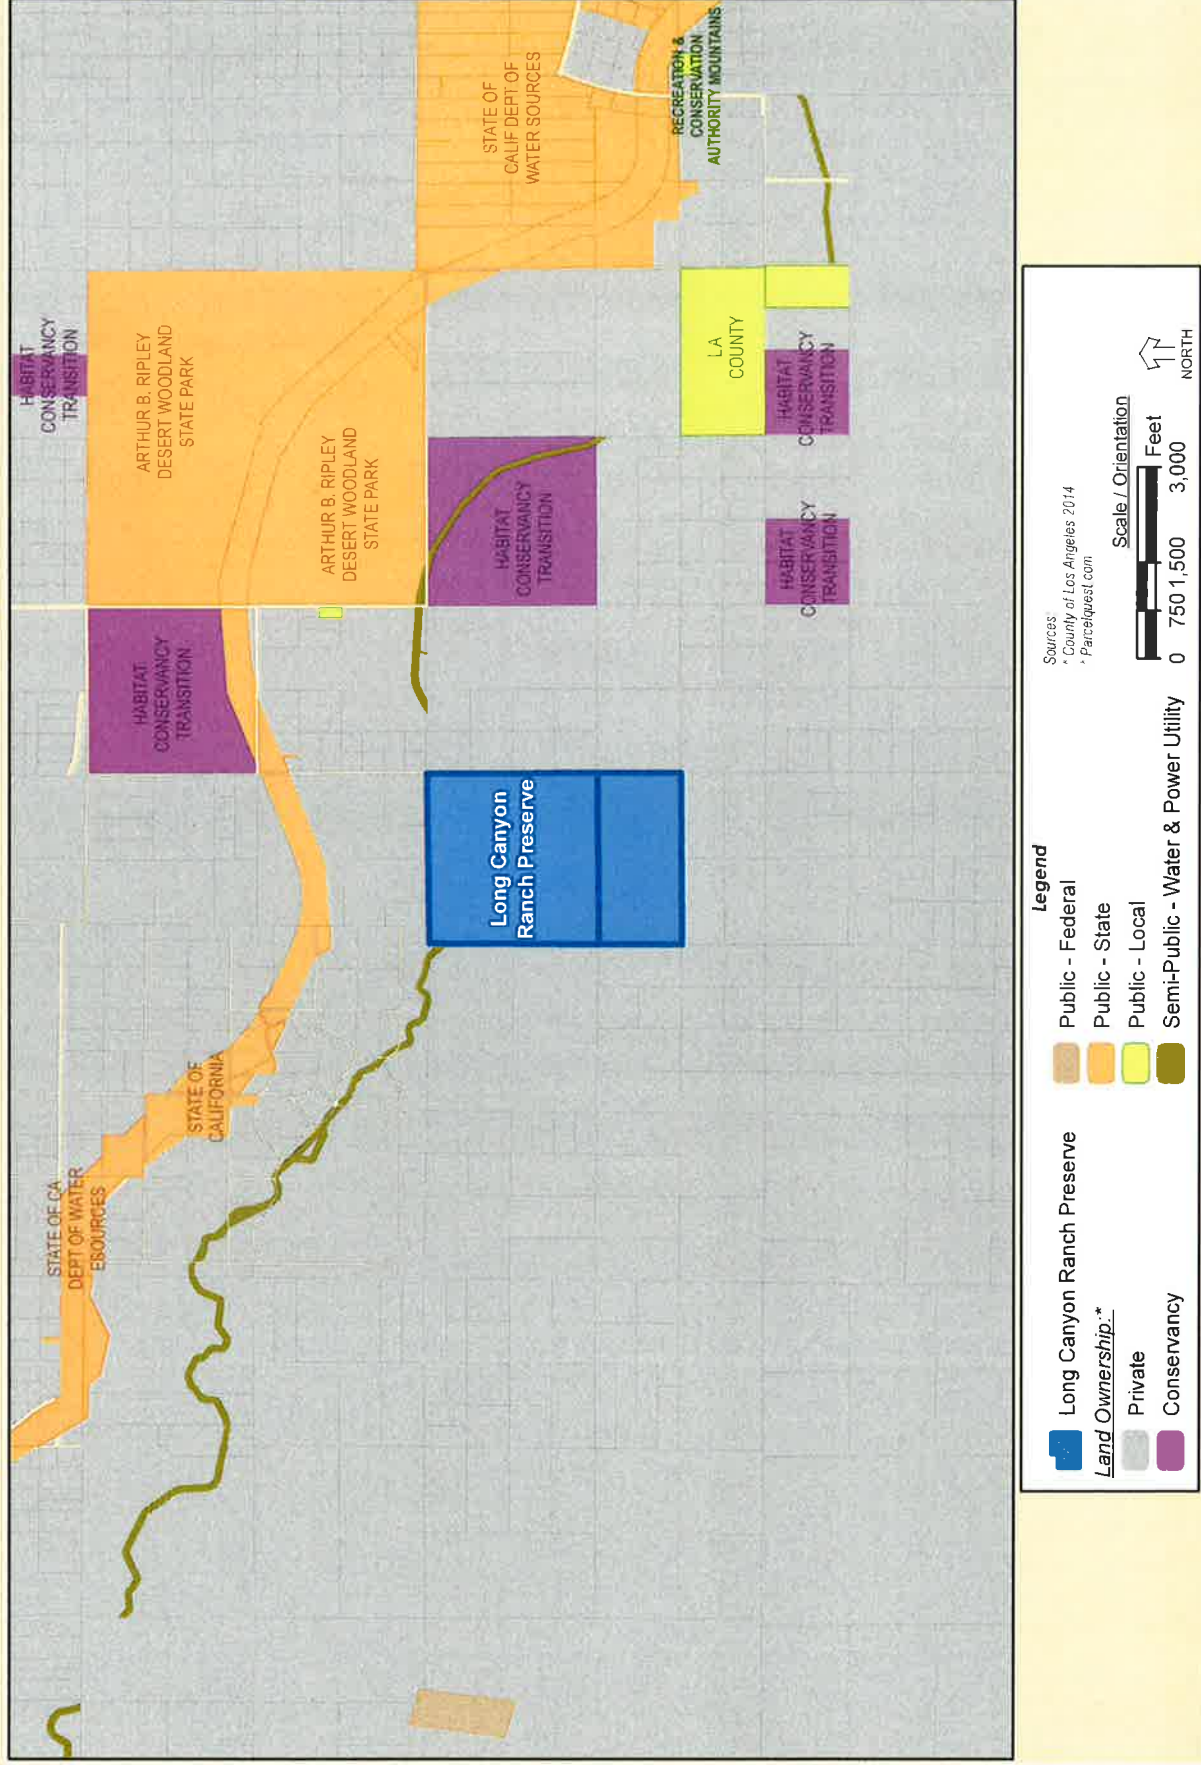 HABITAT
CONSERVANCY
TRANSITION
ARTHUR B. RIPLEY
DESERT WOODLAND
STATE PARK
ARTHUR B. RIPLEY
DESERT WOODLAND
STATE PARK
HABITAT
CONSERVANCY
TRANSITION
STATE OF
CALIF DEPT OF
WATER SOURCES
RECREATION &
CONSERVATION
AUTHORITY MOUNTAINS
LA
COUNTY
HABITAT
CONSERVANCY
TRANSITION
HABITAT
CONSERVANCY
TRANSITION
HABITAT
CONSERVANCY
TRANSITION
Long Canyon
Ranch Preserve
STATE OF
CALIFORNIA
STATE OF CA
DEPT OF WATER
ESOURCES
Legend
Long Canyon Ranch Preserve
Land Ownership:*
Private
Conservancy
Public - Federal
Public - State
Public - Local
Semi-Public - Water & Power Utility
Sources:
* County of Los Angeles 2014
* Parcelquest.com
Scale / Orientation
Feet
0 750 1,500 3,000
NORTH